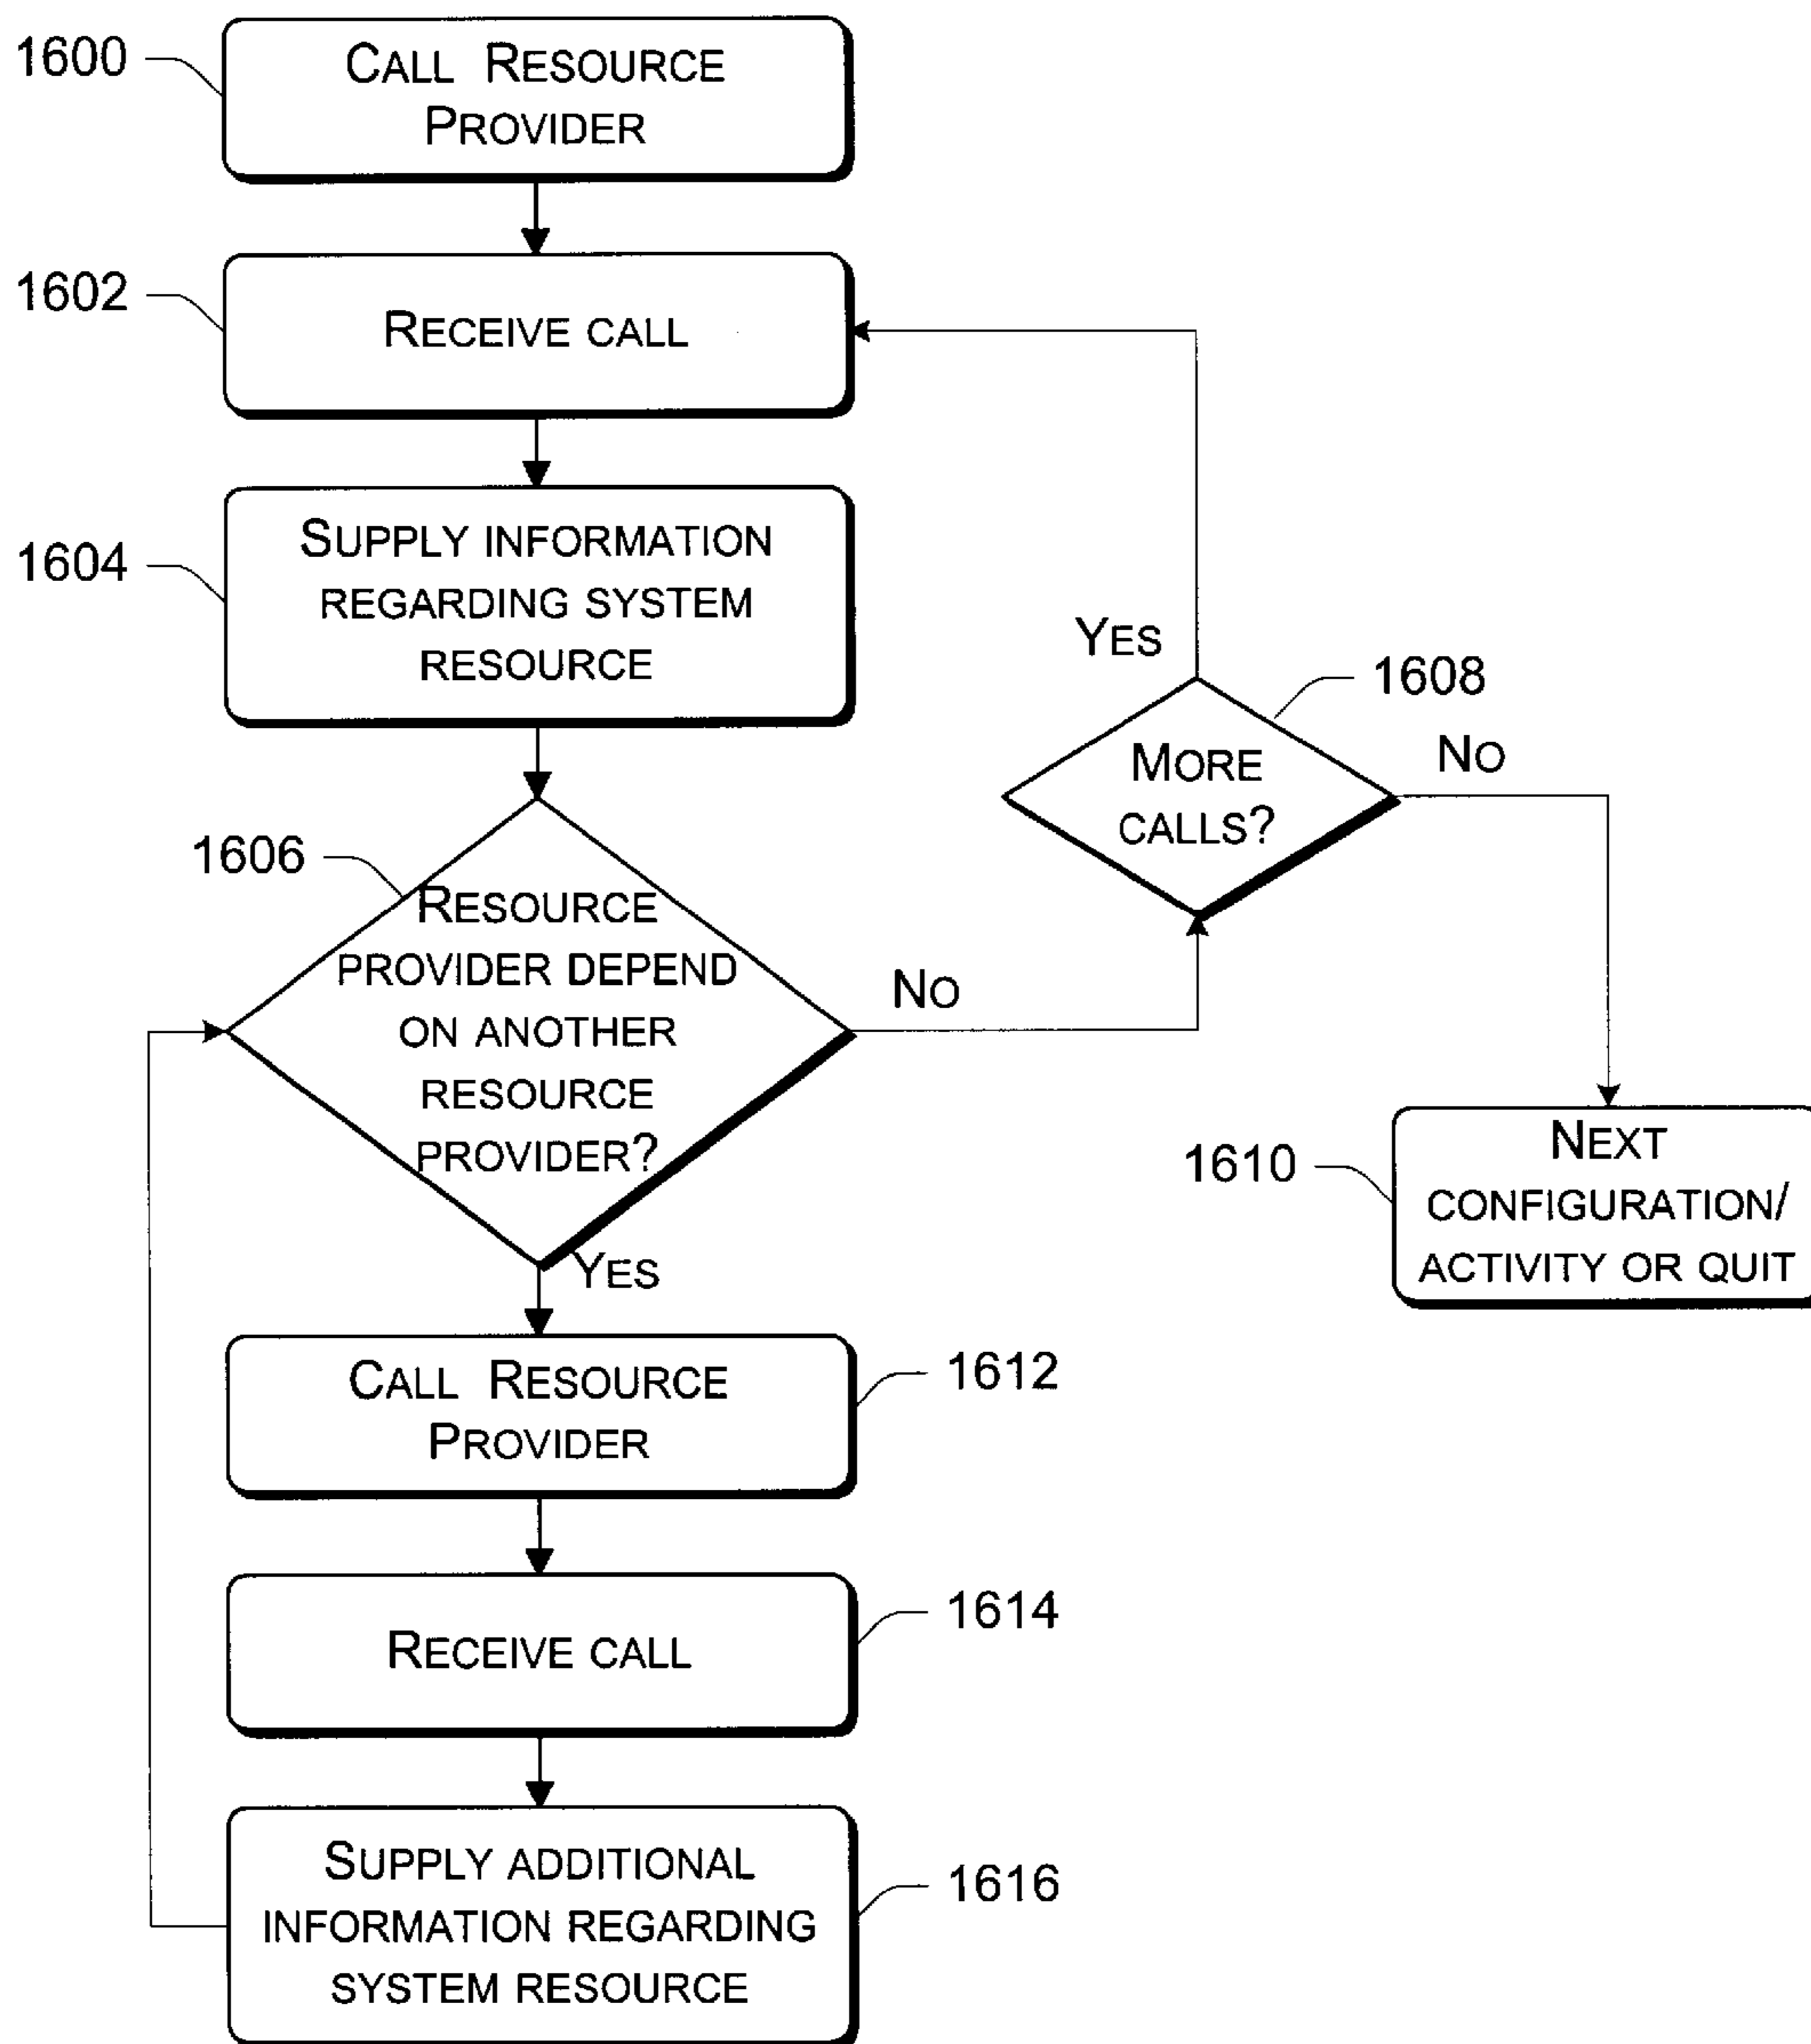 1600
CALL RESOURCE
PROVIDER
1602
RECEIVE CALL
1604
SUPPLY INFORMATION
REGARDING SYSTEM
RESOURCE
1606
RESOURCE
PROVIDER DEPEND
ON ANOTHER
RESOURCE
PROVIDER?
NO
YES
1608
MORE
CALLS?
YES
NO
1610
NEXT
CONFIGURATION/
ACTIVITY OR QUIT
CALL RESOURCE
PROVIDER
1612
RECEIVE CALL
1614
SUPPLY ADDITIONAL
INFORMATION REGARDING
SYSTEM RESOURCE
1616